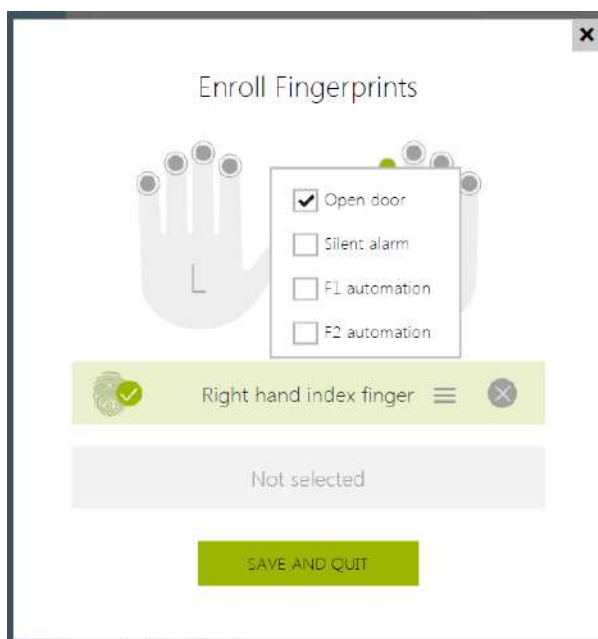 Enroll Fingerprints
L
Open door
Silent alarm
F1 automation
F2 automation
Right hand index finger
Not selected
SAVE AND QUIT